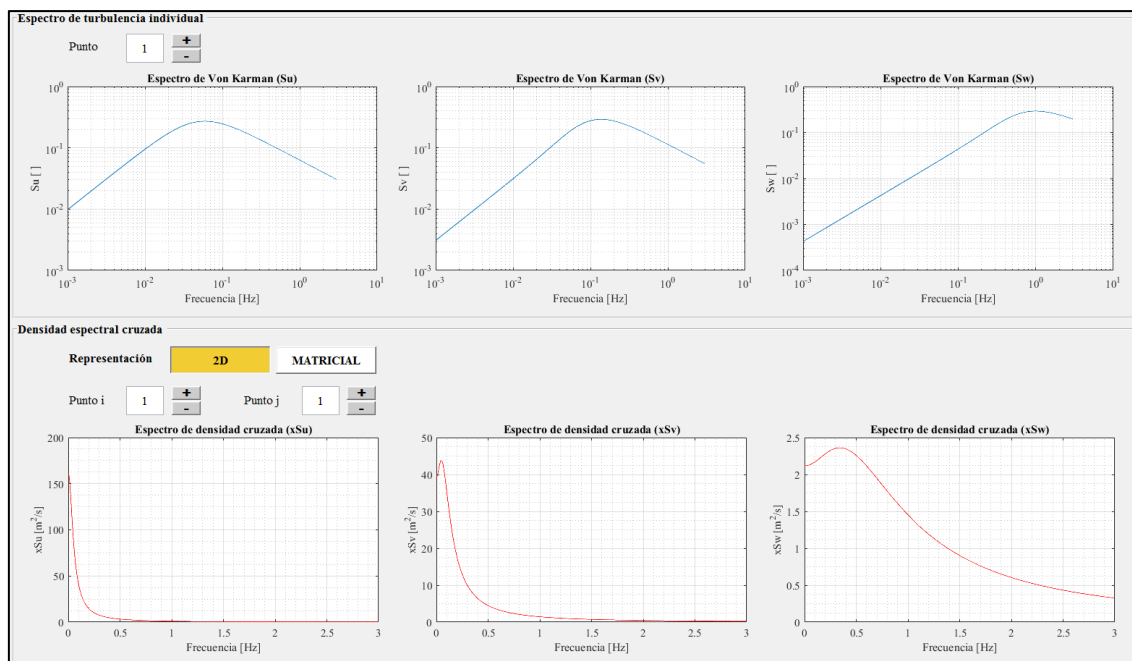 Espectro de turbulencia individual
Punto 1 + -
Espectro de Von Karman (Su)
10^0
10^-1
10^-2
10^-3
Su [ ]
10^-3 10^-2 10^-1 10^0 10^1
Frecuencia [Hz]
Espectro de Von Karman (Sv)
10^0
10^-1
10^-2
10^-3
Sv [ ]
10^-3 10^-2 10^-1 10^0 10^1
Frecuencia [Hz]
Espectro de Von Karman (Sw)
10^0
10^-1
10^-2
10^-3
10^-4
Sw [ ]
10^-3 10^-2 10^-1 10^0 10^1
Frecuencia [Hz]
Densidad espectral cruzada
Representación 2D MATRICIAL
Punto i 1 + - Punto j 1 + -
Espectro de densidad cruzada (xSu)
200
150
100
50
0
xSu [m²/s]
0 0.5 1 1.5 2 2.5 3
Frecuencia [Hz]
Espectro de densidad cruzada (xSv)
50
40
30
20
10
0
xSv [m²/s]
0 0.5 1 1.5 2 2.5 3
Frecuencia [Hz]
Espectro de densidad cruzada (xSw)
2.5
2
1.5
1
0.5
0
xSw [m²/s]
0 0.5 1 1.5 2 2.5 3
Frecuencia [Hz]